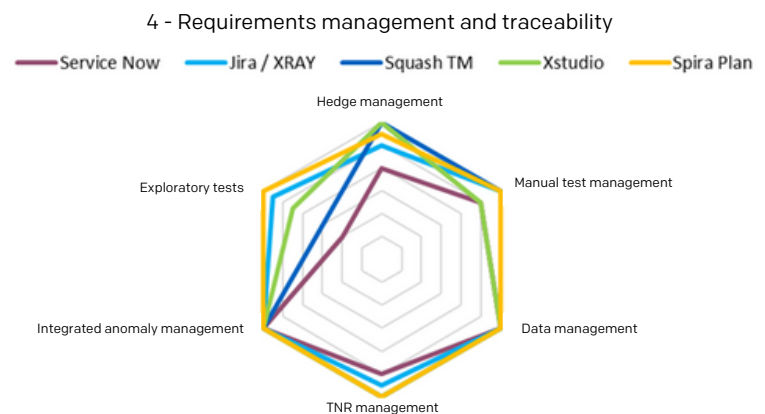 4 - Requirements management and traceability
Service Now Jira / XRAY Squash TM Xstudio Spira Plan
Hedge management
Exploratory tests
Manual test management
Integrated anomaly management
Data management
TNR management